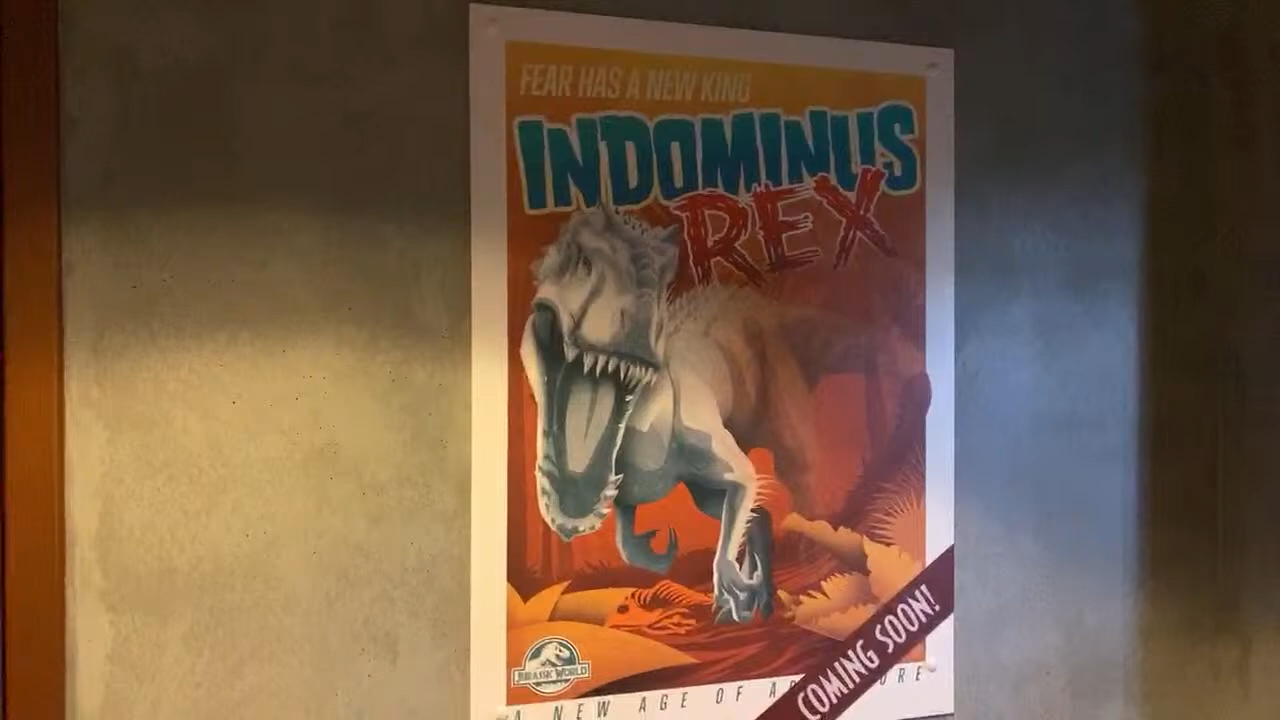 FEAR HAS A NEW KING
INDOMINUS
REX
JURASSIC WORLD
A NEW AGE OF
COMING SOON!